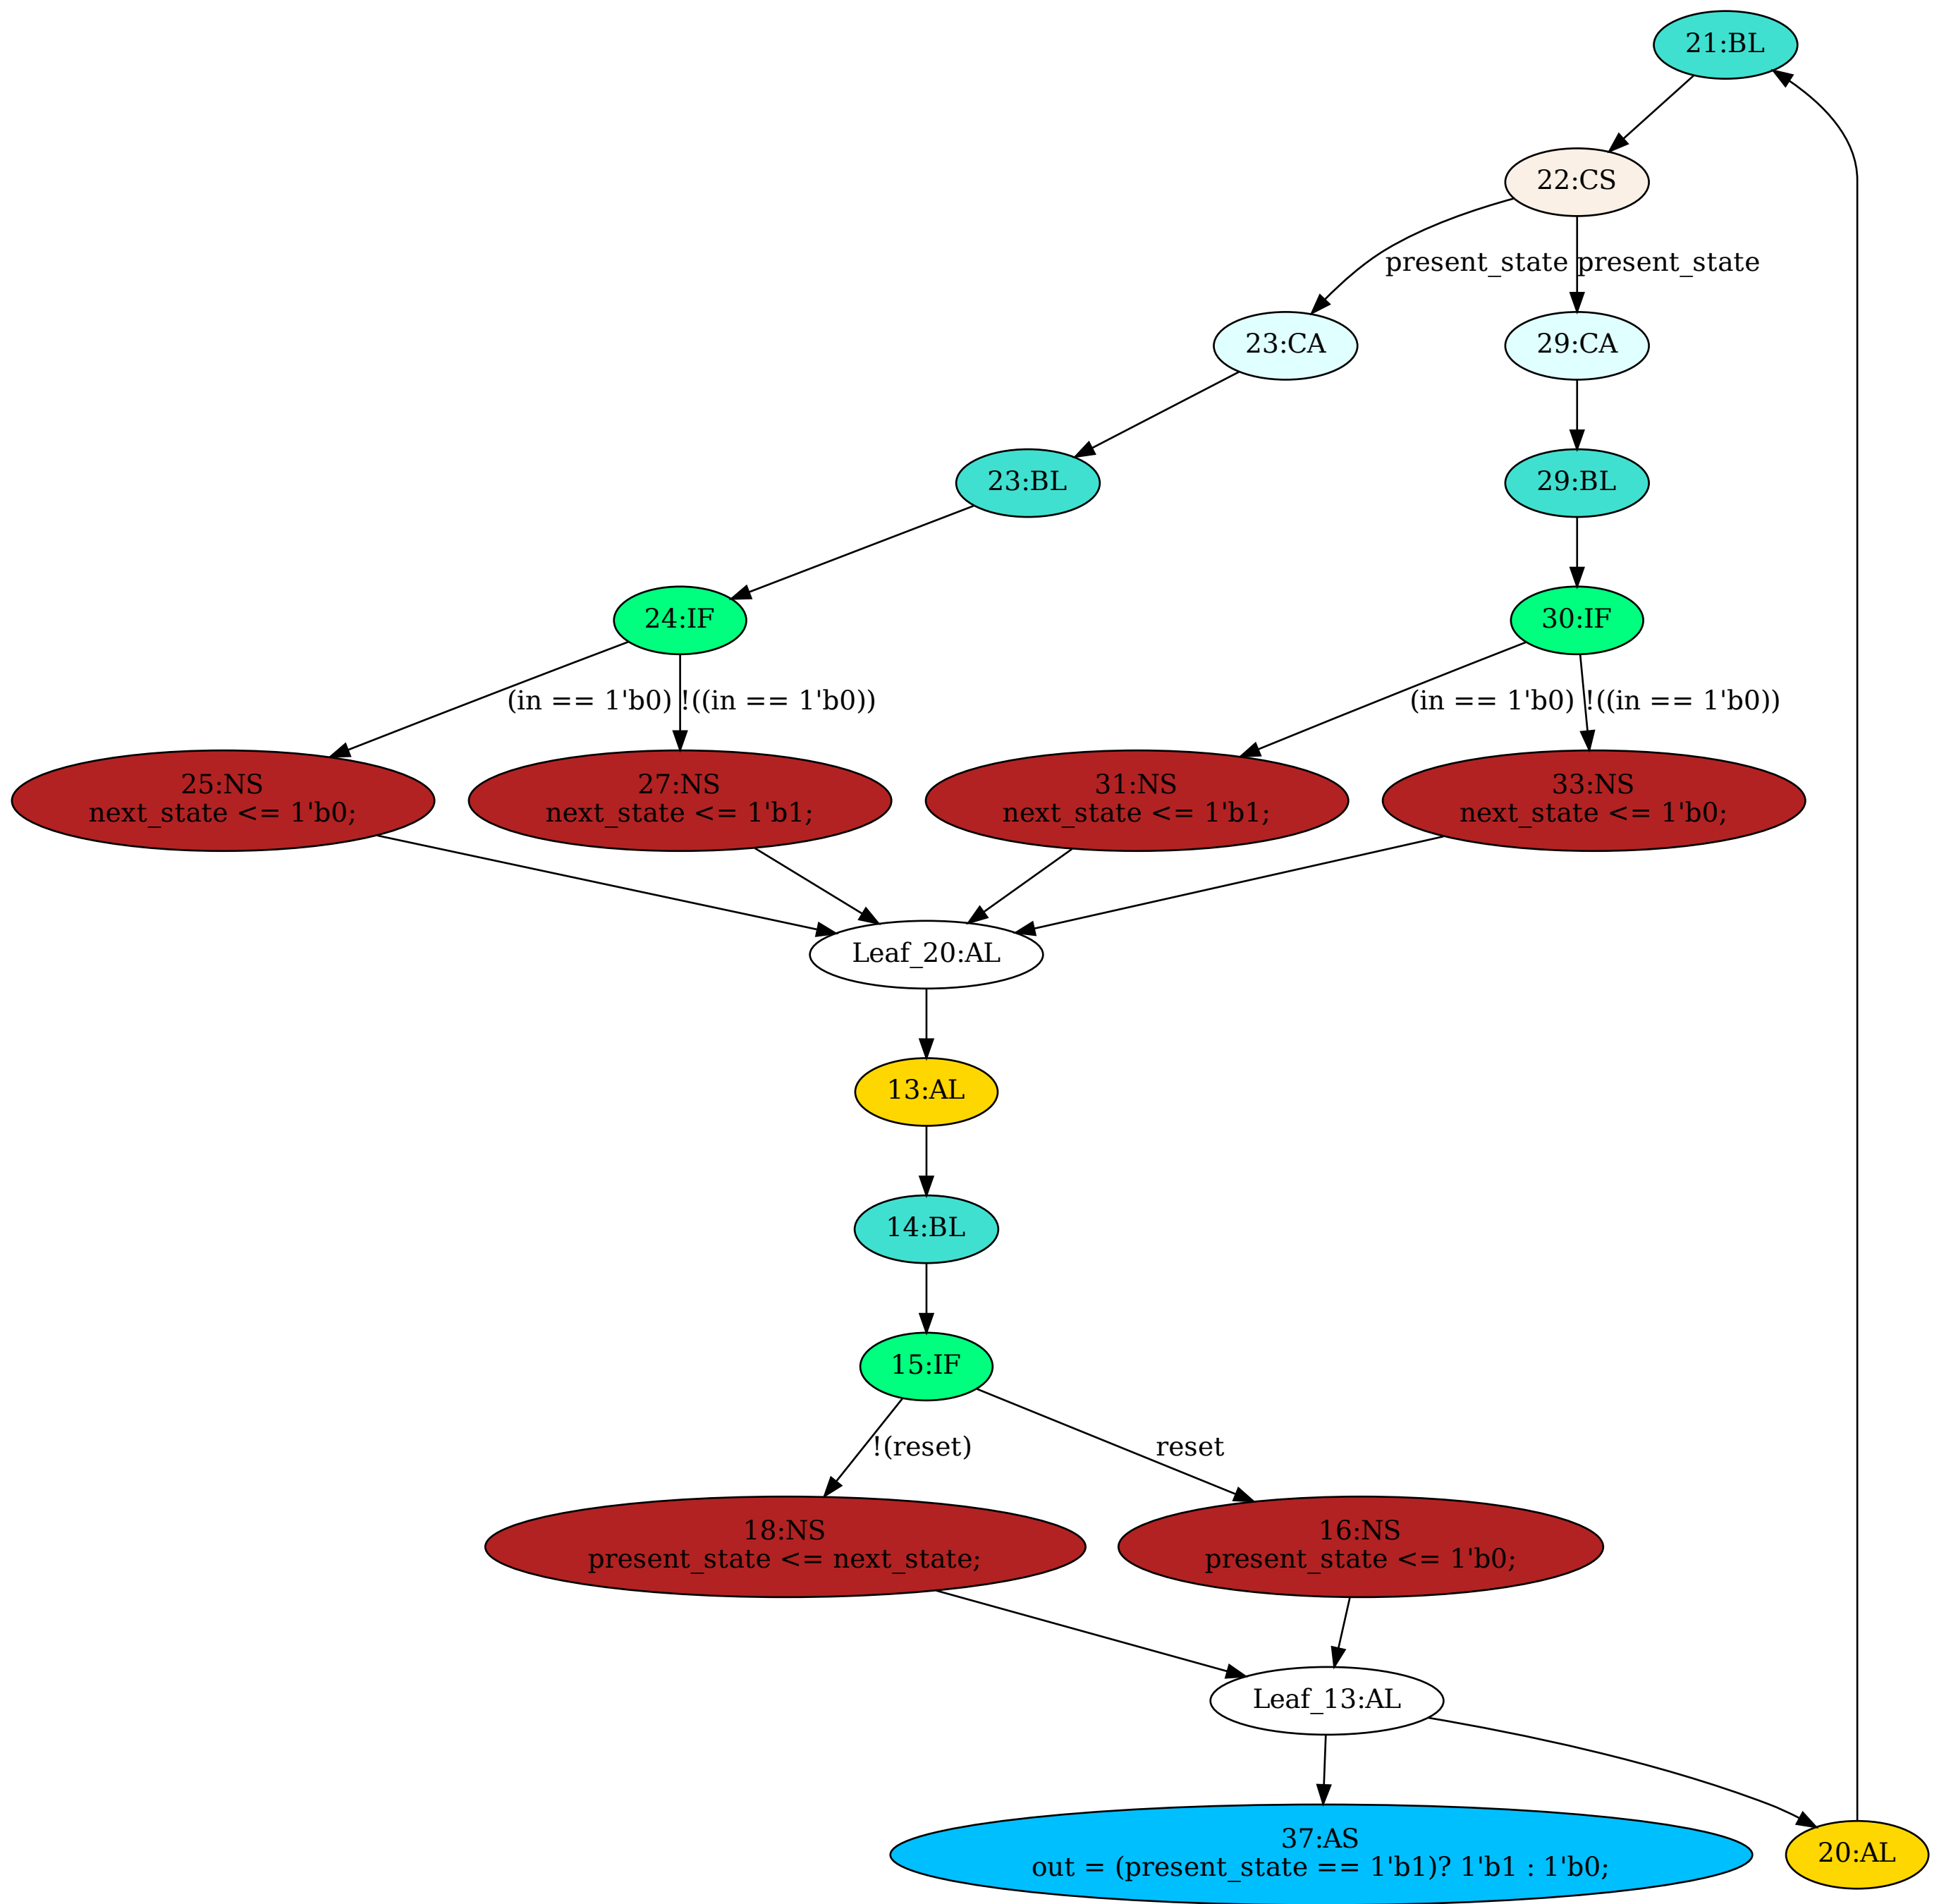 21:BL
22:CS
present_state
present_state
23:CA
29:CA
23:BL
29:BL
24:IF
30:IF
(in == 1'b0)
!((in == 1'b0))
(in == 1'b0)
!((in == 1'b0))
25:NS
next_state <= 1'b0;
27:NS
next_state <= 1'b1;
31:NS
next_state <= 1'b1;
33:NS
next_state <= 1'b0;
Leaf_20:AL
13:AL
14:BL
15:IF
!(reset)
reset
18:NS
present_state <= next_state;
16:NS
present_state <= 1'b0;
Leaf_13:AL
37:AS
out = (present_state == 1'b1)? 1'b1 : 1'b0;
20:AL